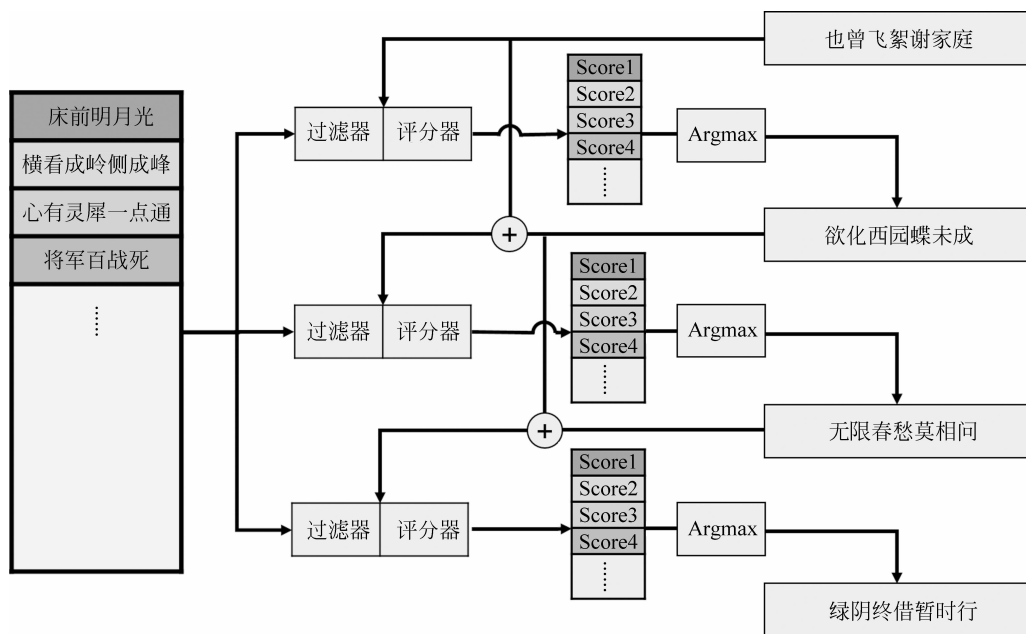 也曾飞絮谢家庭
床前明月光
横看成岭侧成峰
心有灵犀一点通
将军百战死
……
过滤器
评分器
Score1
Score2
Score3
Score4
……
Argmax
欲化西园蝶未成
+
过滤器
评分器
Score1
Score2
Score3
Score4
……
Argmax
无限春愁莫相问
+
过滤器
评分器
Score1
Score2
Score3
Score4
……
Argmax
绿阴终借暂时行